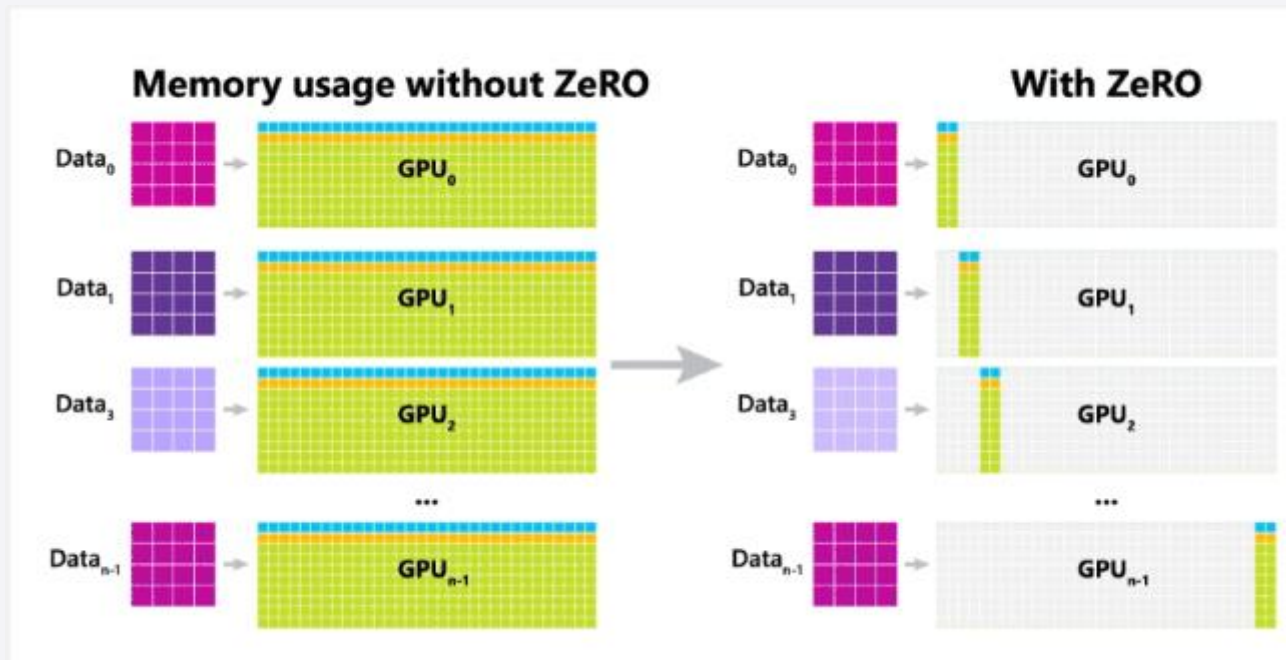 Memory usage without ZeRO
With ZeRO
Data₀
GPU₀
Data₀
GPU₀
Data₁
GPU₁
Data₁
GPU₁
Data₃
GPU₂
Data₃
GPU₂
...
...
Dataₙ₋₁
GPUₙ₋₁
Dataₙ₋₁
GPUₙ₋₁